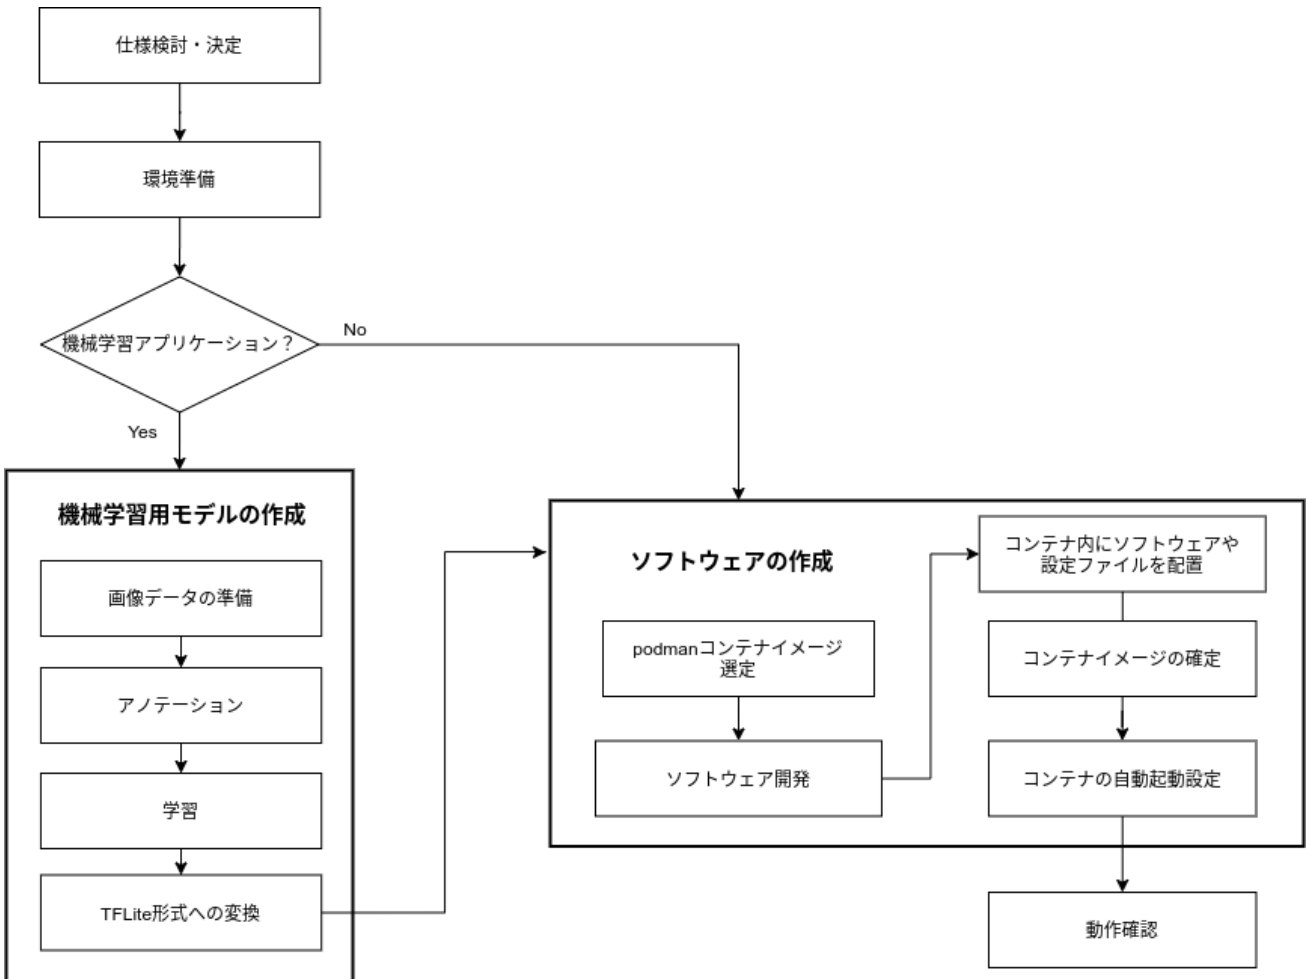 仕様検討・決定
環境準備
機械学習アプリケーション？
No
Yes
機械学習用モデルの作成
画像データの準備
アノテーション
学習
TFLite形式への変換
ソフトウェアの作成
podmanコンテナイメージ
選定
ソフトウェア開発
コンテナ内にソフトウェアや
設定ファイルを配置
コンテナイメージの確定
コンテナの自動起動設定
動作確認